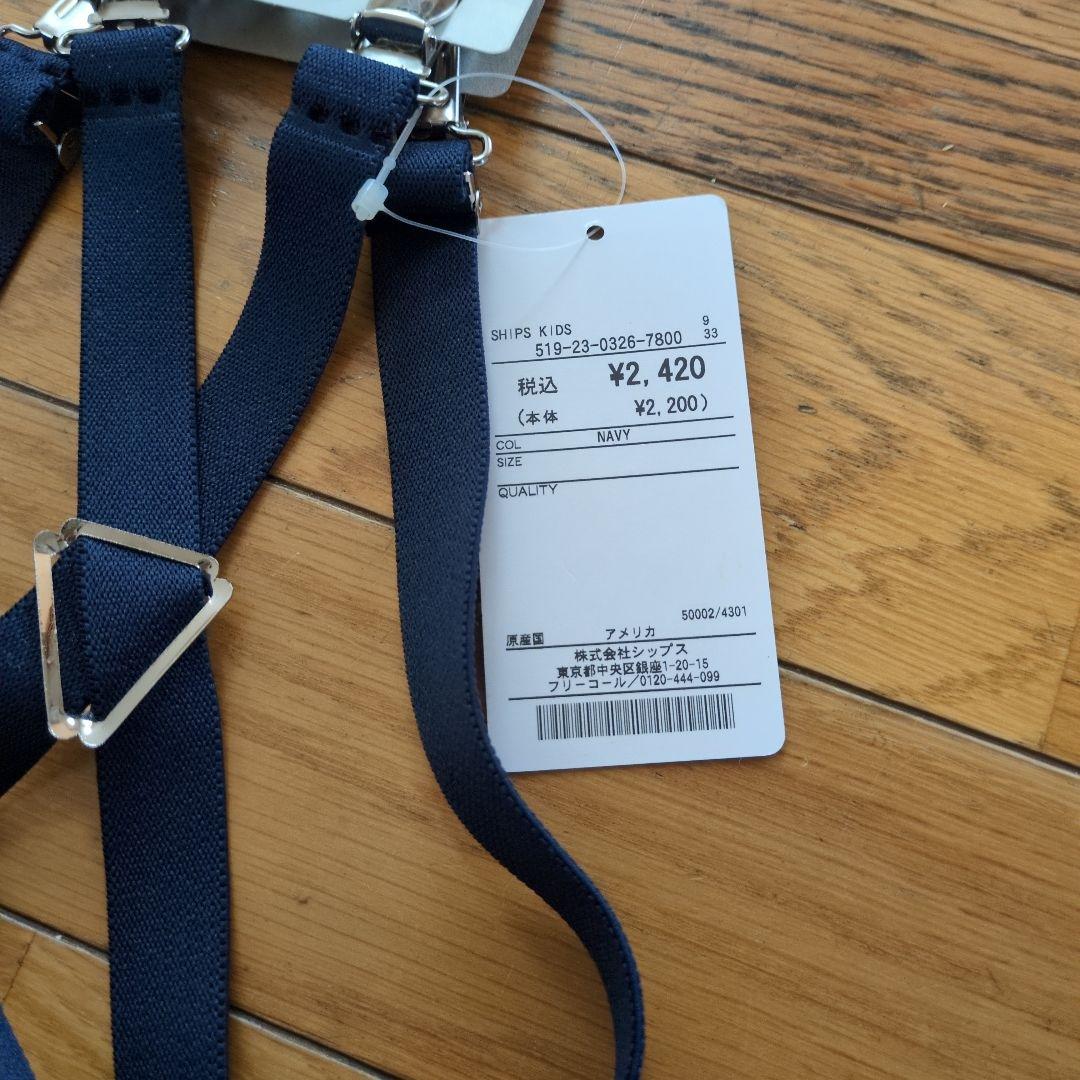 SHIPS KIDS 9
519-23-0326-7800 33
税込 ¥2,420
(本体 ¥2,200)
COL NAVY
SIZE
QUALITY
50002/4301
原産国 アメリカ
株式会社シップス
東京都中央区銀座1-20-15
フリーコール/0120-444-099